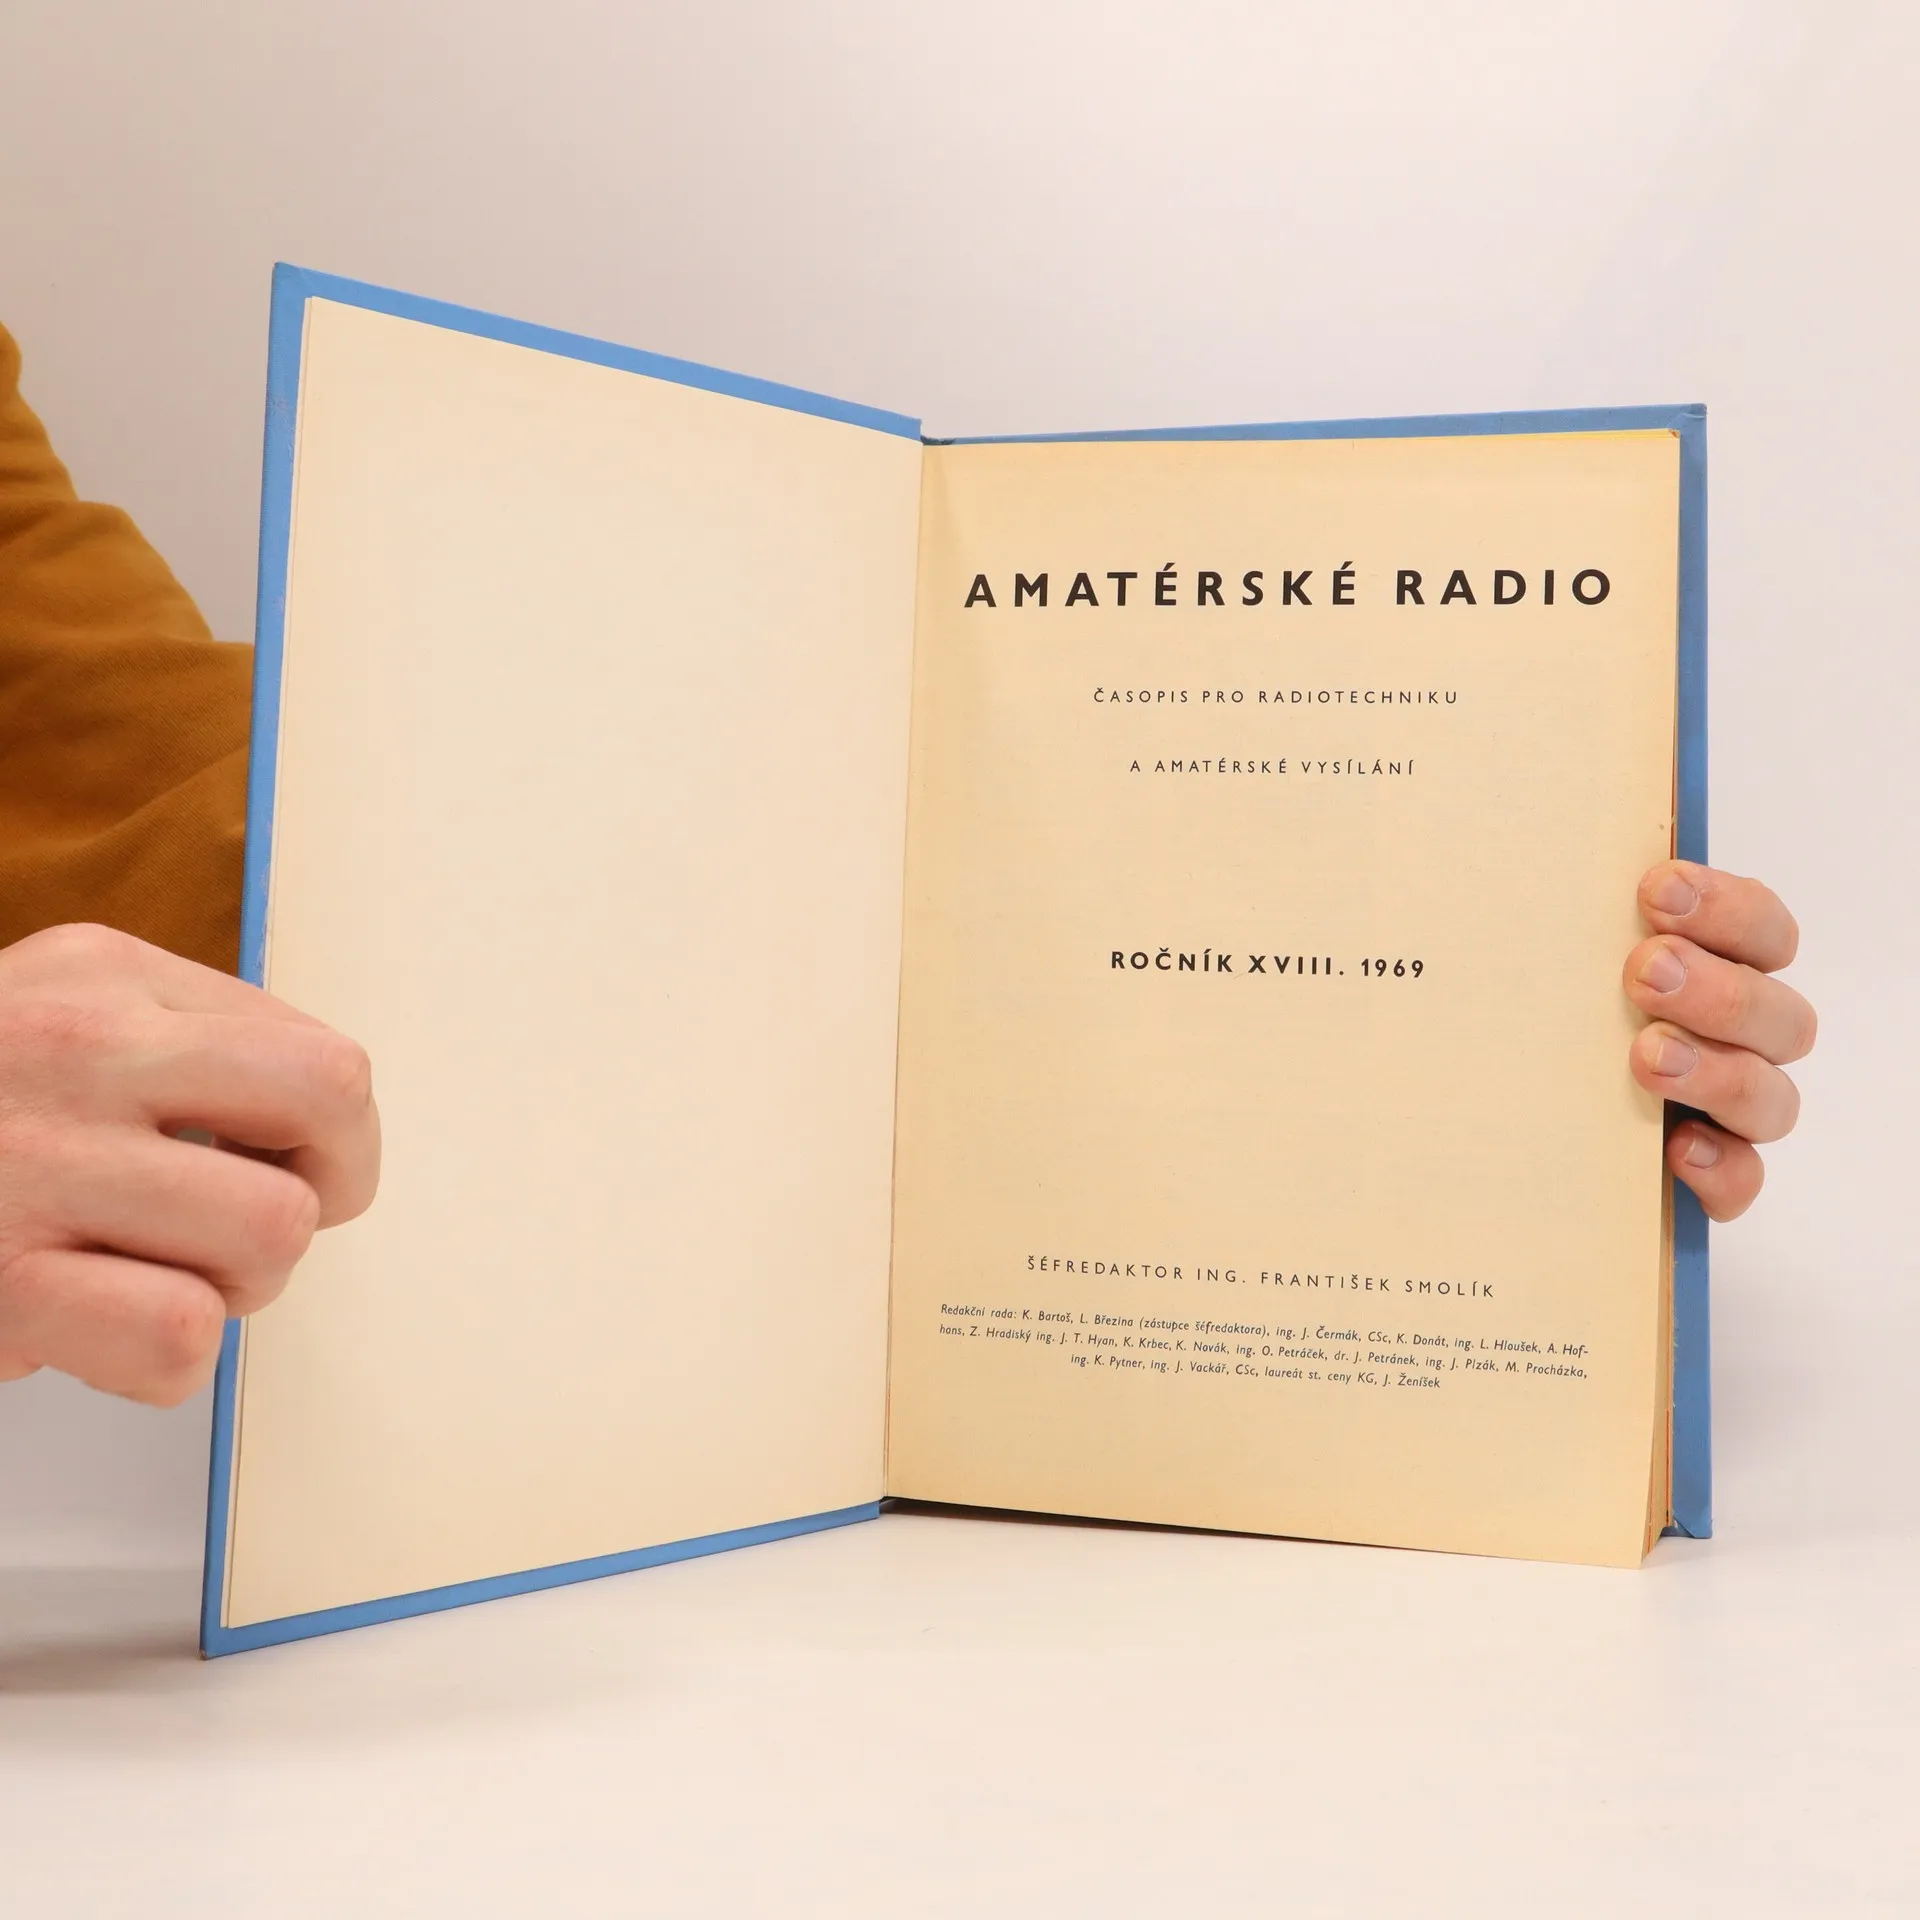 AMATÉRSKÉ RADIO
ČASOPIS PRO RADIOTECHNIKU
A AMATÉRSKÉ VYSÍLÁNÍ
ROČNÍK XVIII. 1969
ŠÉFREDAKTOR ING. FRANTIŠEK SMOLÍK
Redakční rada: K. Bartoš, L. Březina (zástupce šéfredaktora), ing. J. Čermák, CSc, K. Donát, ing. L. Hloušek, A. Hof-
hans, Z. Hradiský ing. J. T. Hyan, K. Krbec, K. Novák, ing. O. Petráček, dr. J. Petránek, ing. J. Plzák, M. Procházka,
ing. K. Pytner, ing. J. Vackář, CSc, laureát st. ceny KG, J. Ženíšek